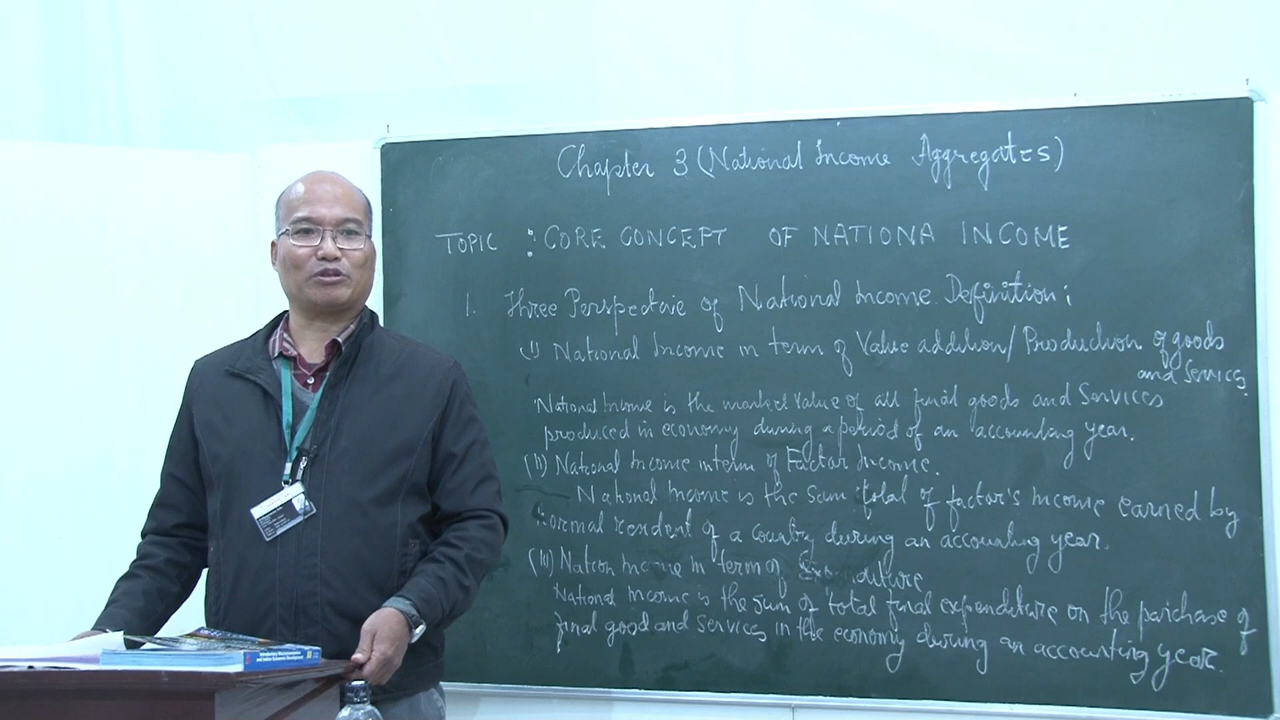 Chapter 3 (National Income Aggregates)
TOPIC : CORE CONCEPT OF NATIONA INCOME
1. Three Perspective of National Income Definition:
(i) National Income in term of Value addition/Production of goods
and Services
National Income is the market value of all final goods and Services
produced in economy during a period of an accounting year.
(II) National Income interm of Factor Income.
National Income is the Sum total of factor's Income earned by
Normal resident of a country during an accounting year.
(III) Nation Income in term of Expenditure
National Income is the Sum of total final expenditure on the purchase of
final good and Services in the economy during an accounting year.